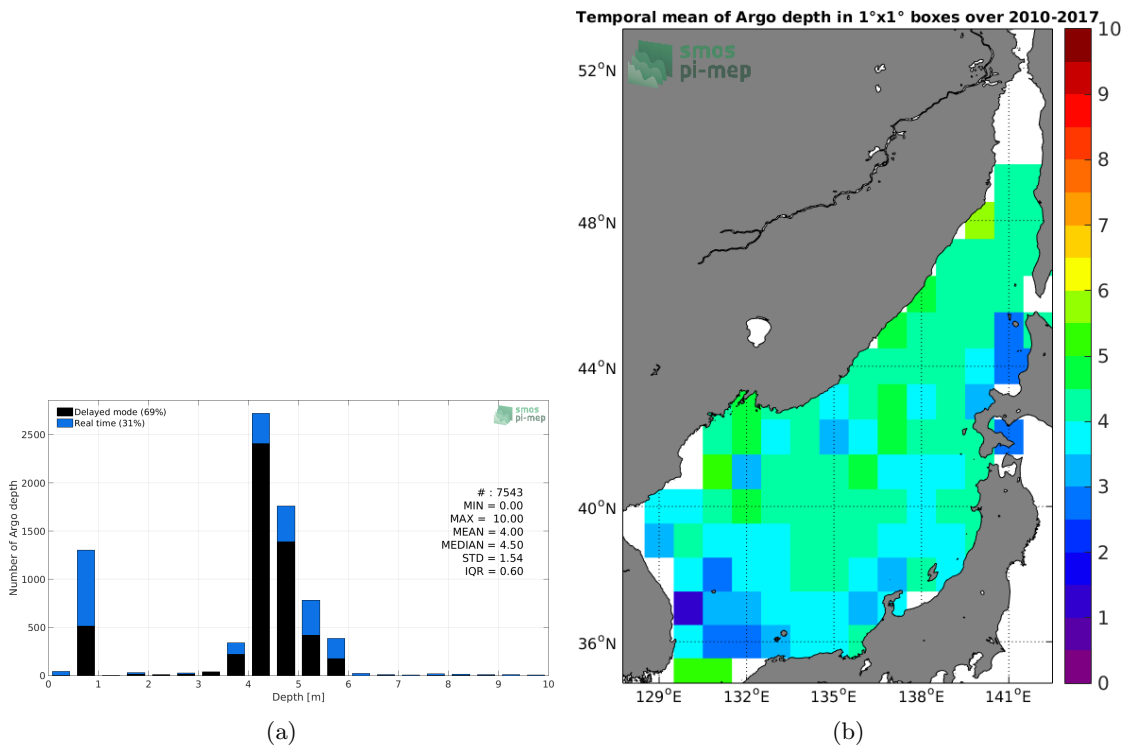 Temporal mean of Argo depth in 1°x1° boxes over 2010-2017
smos
pi-mep
52°N
48°N
44°N
40°N
36°N
129°E 132°E 135°E 138°E 141°E
10
9
8
7
6
5
4
3
2
1
0
Delayed mode (69%)
Real time (31%)
smos
pi-mep
# : 7543
MIN = 0.00
MAX = 10.00
MEAN = 4.00
MEDIAN = 4.50
STD = 1.54
IQR = 0.60
Number of Argo depth
2500
2000
1500
1000
500
0
0 1 2 3 4 5 6 7 8 9 10
Depth [m]
(a)
(b)